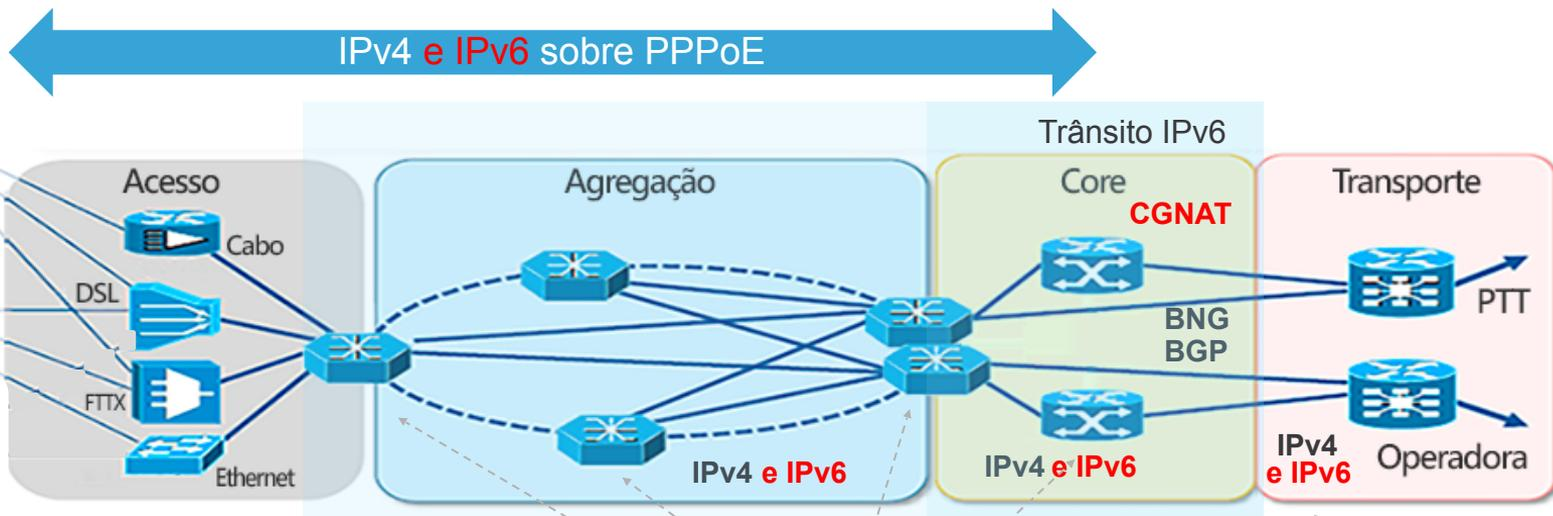 IPv4 e IPv6 sobre PPPoE
Trânsito IPv6
Acesso
Agregação
Core
Transporte
CGNAT
Cabo
DSL
PTT
BNG
BGP
FTTX
IPv4
e IPv6
Operadora
IPv4 e IPv6
IPv4 e IPv6
Ethernet